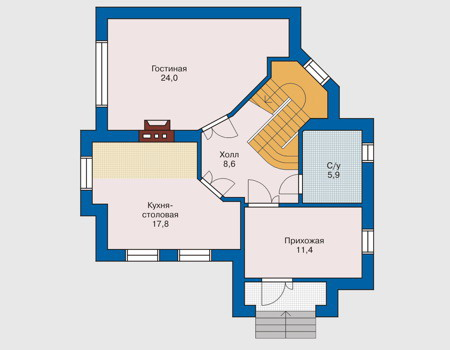 Гостиная
24,0
Холл
8,6
С/у
5,9
Кухня-
столовая
17,8
Прихожая
11,4